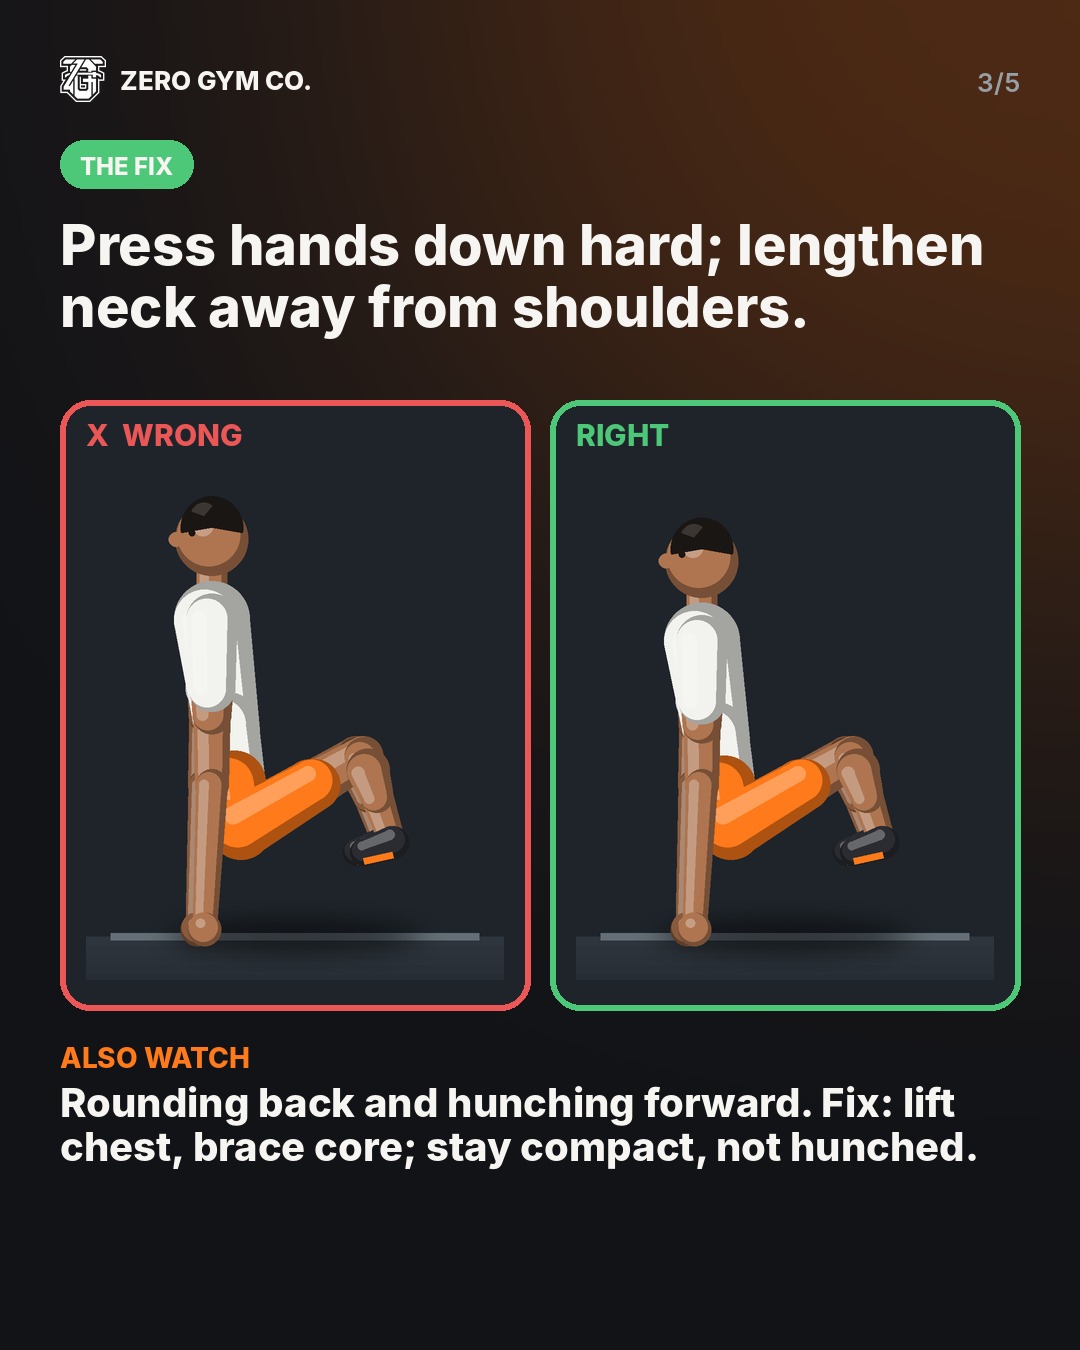 ZERO GYM CO.
3/5
THE FIX
Press hands down hard; lengthen
neck away from shoulders.
X WRONG
RIGHT
ALSO WATCH
Rounding back and hunching forward. Fix: lift
chest, brace core; stay compact, not hunched.